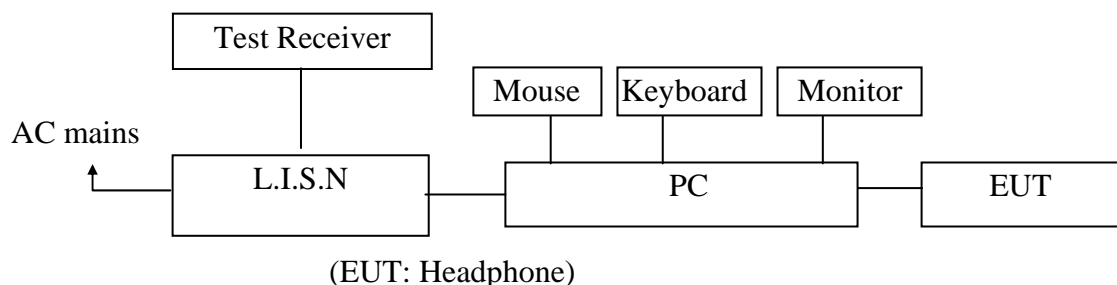 Test Receiver
Mouse
Keyboard
Monitor
AC mains
L.I.S.N
PC
EUT
(EUT: Headphone)